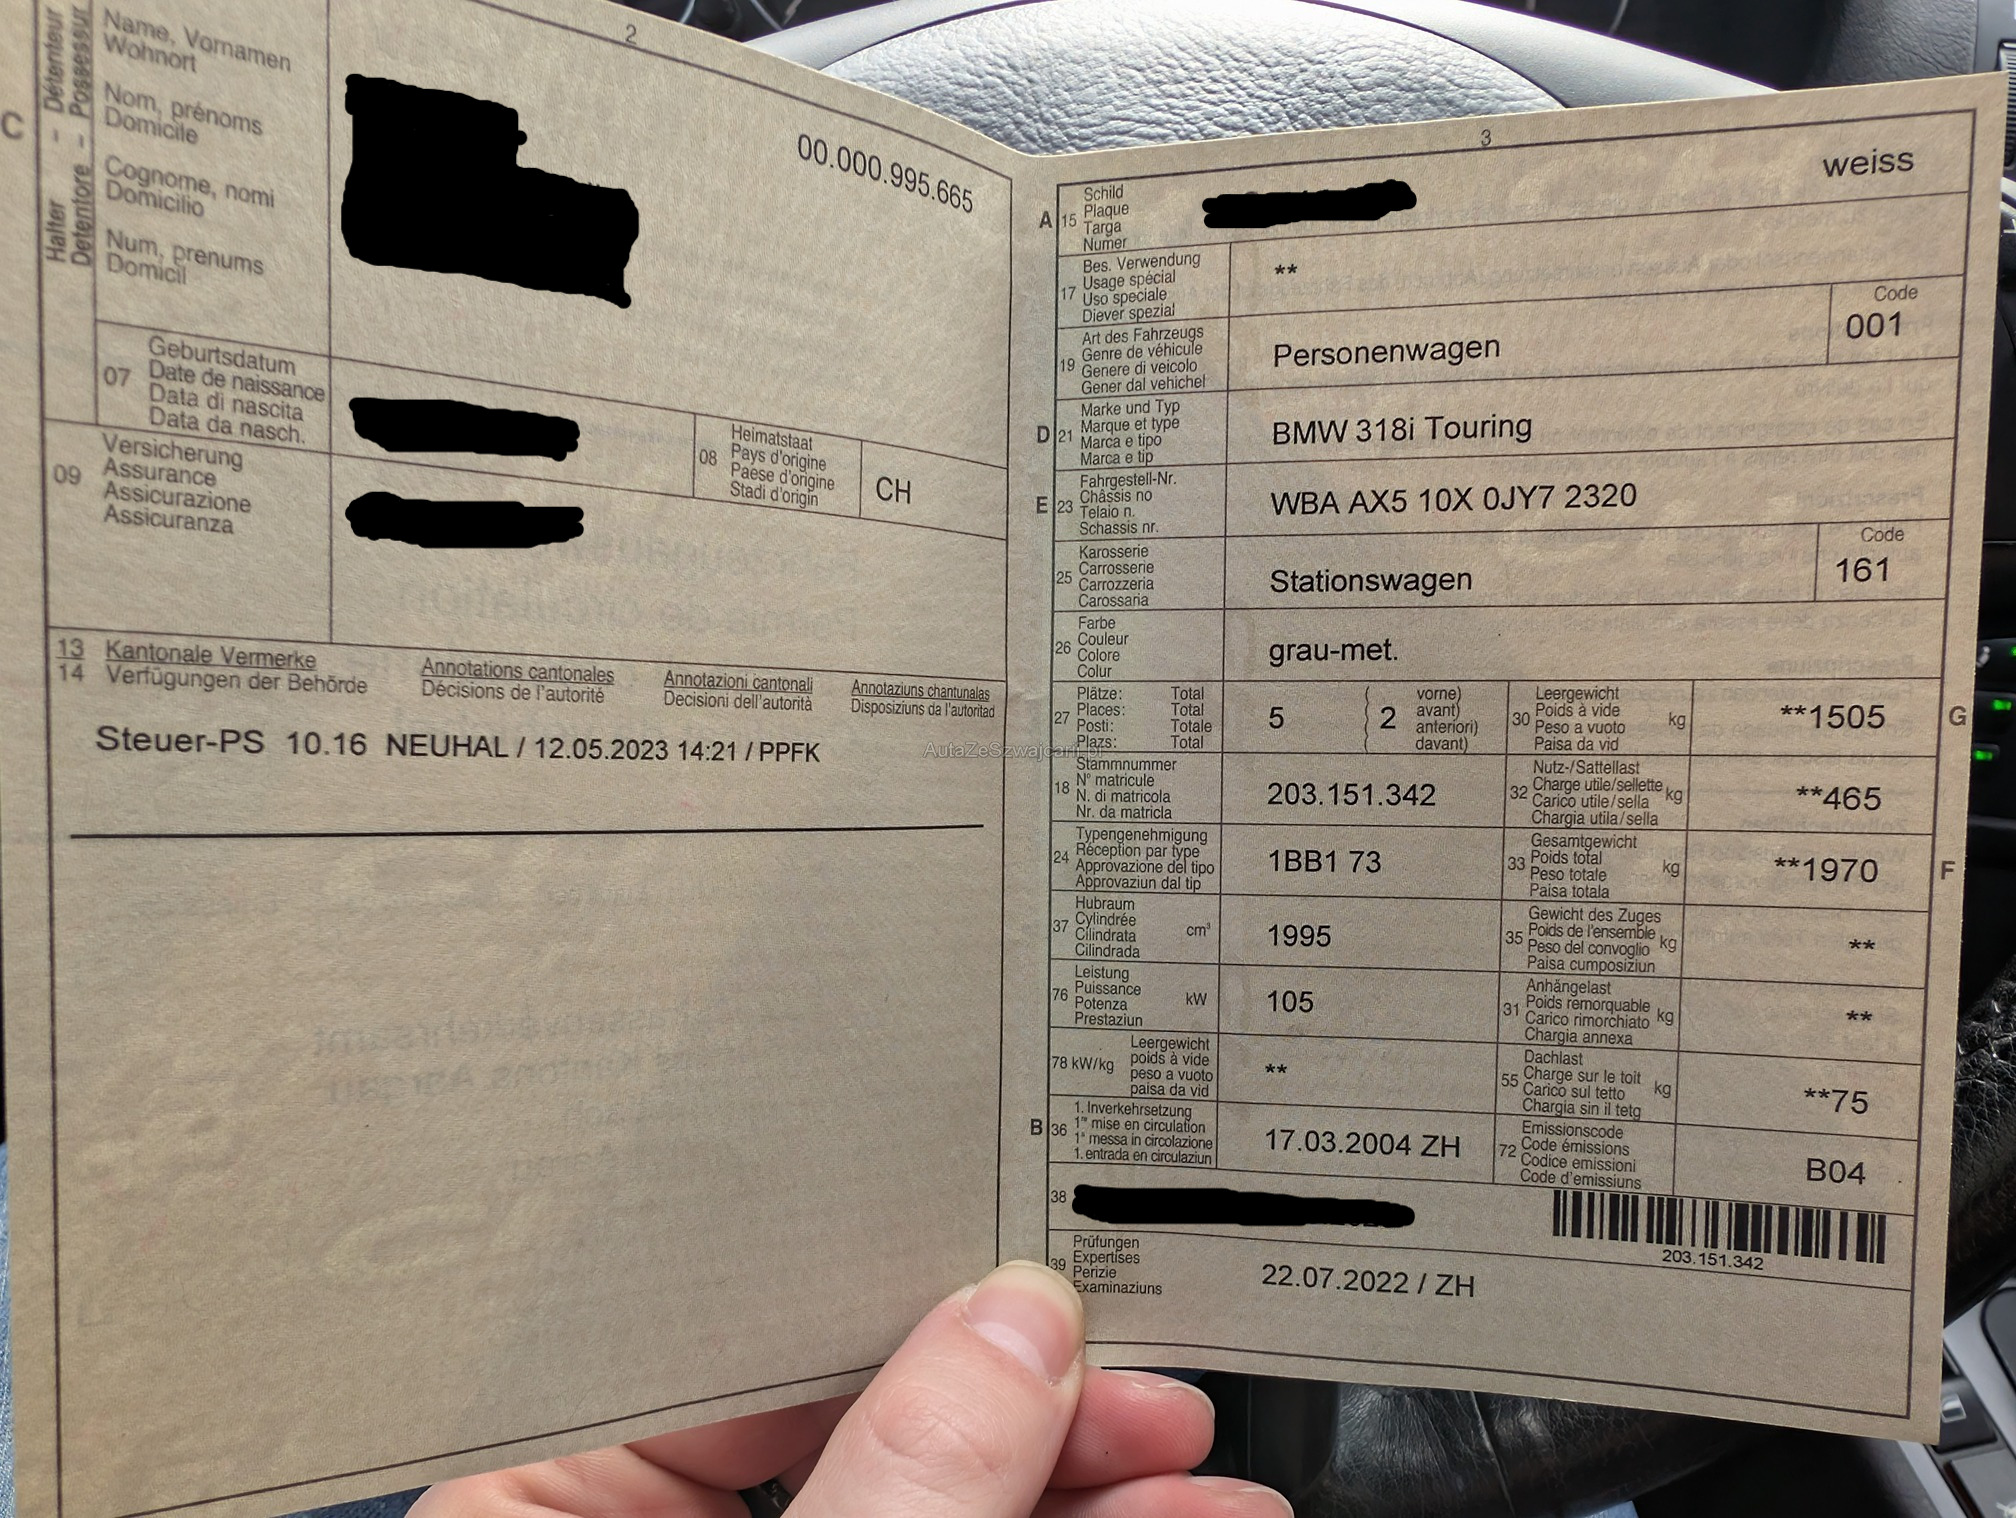 2
C
Halter - Détenteur
Detentore - Possessur
Name, Vornamen
Wohnort
Nom, prénoms
Domicile
Cognome, nomi
Domicilio
Num, prenums
Domicil
00.000.995.665
07
Geburtsdatum
Date de naissance
Data di nascita
Data da nasch.
08
Heimatstaat
Pays d'origine
Paese d'origine
Stadi d'origin
CH
09
Versicherung
Assurance
Assicurazione
Assicuranza
13 Kantonale Vermerke Annotations cantonales Annotazioni cantonali Annotaziuns chantunalas
14 Verfügungen der Behörde Décisions de l'autorité Decisioni dell'autorità Disposiziuns da l'autoritad
Steuer-PS 10.16 NEUHAL / 12.05.2023 14:21 / PPFK
AutaZeSzwajcarii.pl
3
weiss
A 15
Schild
Plaque
Targa
Numer
17
Bes. Verwendung
Usage spécial
Uso speciale
Diever spezial
**
19
Art des Fahrzeugs
Genre de véhicule
Genere di veicolo
Gener dal vehichel
Personenwagen
Code
001
D 21
Marke und Typ
Marque et type
Marca e tipo
Marca e tip
BMW 318i Touring
E 23
Fahrgestell-Nr.
Châssis no
Telaio n.
Schassis nr.
WBA AX5 10X 0JY7 2320
25
Karosserie
Carrosserie
Carrozzeria
Carossaria
Stationswagen
Code
161
26
Farbe
Couleur
Colore
Colur
grau-met.
27
Plätze: Total
Places: Total
Posti: Totale
Plazs: Total
5
( 2 vorne)
( avant)
( anteriori)
( davant)
30
Leergewicht
Poids à vide
Peso a vuoto
Paisa da vid
kg
**1505
G
18
Stammnummer
N° matricule
N. di matricola
Nr. da matricla
203.151.342
32
Nutz-/Sattellast
Charge utile/sellette
Carico utile/sella
Chargia utila/sella
kg
**465
24
Typengenehmigung
Réception par type
Approvazione del tipo
Approvaziun dal tip
1BB1 73
33
Gesamtgewicht
Poids total
Peso totale
Paisa totala
kg
**1970
F
37
Hubraum
Cylindrée
Cilindrata
Cilindrada
cm³
1995
35
Gewicht des Zuges
Poids de l'ensemble
Peso del convoglio
Paisa cumposiziun
kg
**
76
Leistung
Puissance
Potenza
Prestaziun
kW
105
31
Anhängelast
Poids remorquable
Carico rimorchiato
Chargia annexa
kg
**
78 kW/kg
Leergewicht
poids à vide
peso a vuoto
paisa da vid
**
55
Dachlast
Charge sur le toit
Carico sul tetto
Chargia sin il tetg
kg
**75
B 36
1. Inverkehrsetzung
1re mise en circulation
1a messa in circolazione
1. entrada en circulaziun
17.03.2004 ZH
72
Emissionscode
Code émissions
Codice emissioni
Code d'emissiuns
B04
38
203.151.342
39
Prüfungen
Expertises
Perizie
Examinaziuns
22.07.2022 / ZH